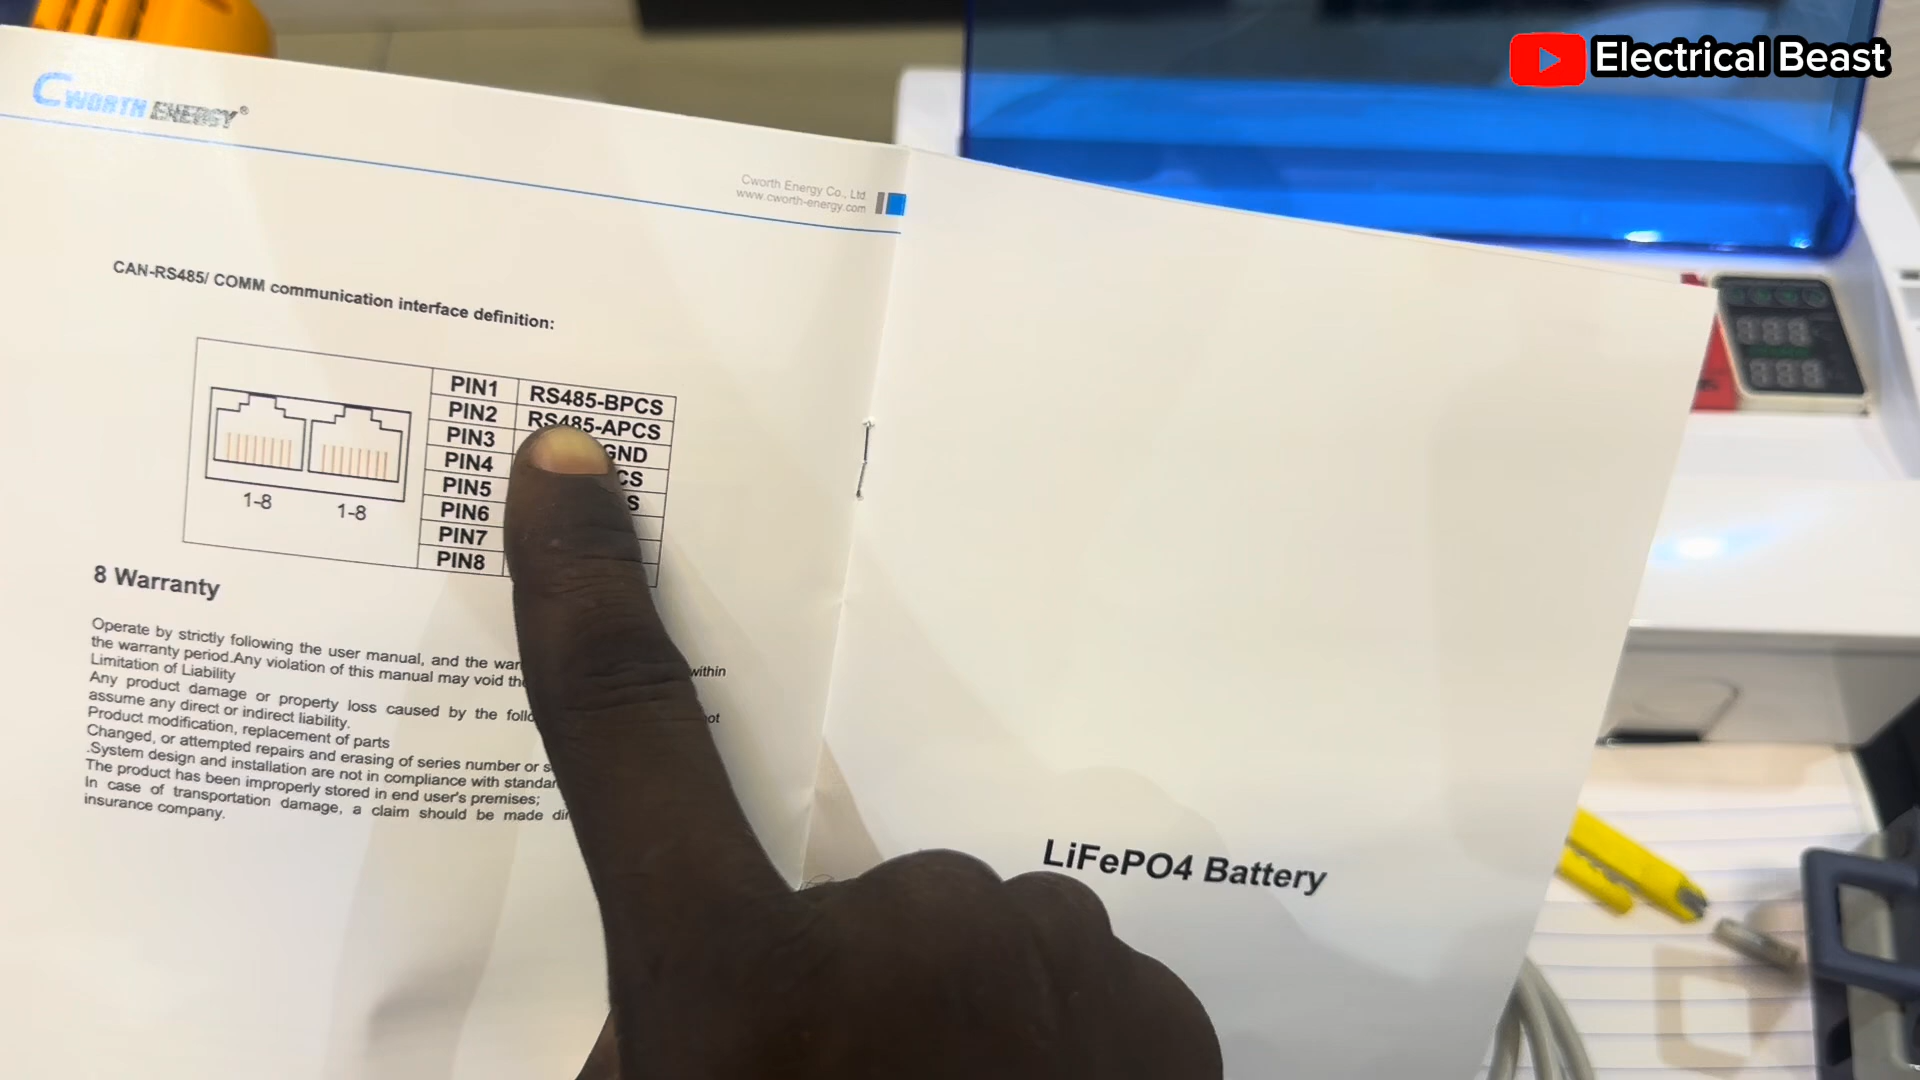 Electrical Beast
CWORTH ENERGY®
Cworth Energy Co., Ltd
www.cworth-energy.com
CAN-RS485/ COMM communication interface definition:
PIN1 RS485-BPCS
PIN2 RS485-APCS
PIN3 GND
PIN4 CS
PIN5 S
PIN6
PIN7
PIN8
1-8 1-8
8 Warranty
Operate by strictly following the user manual, and the within
the warranty period.Any violation of this manual may void
Limitation of Liability
Any product damage or property loss caused by the
assume any direct or indirect liability.
Product modification, replacement of parts
Changed, or attempted repairs and erasing of series number or
.System design and installation are not in compliance with
The product has been improperly stored in end user's premises;
In case of transportation damage, a claim should be made
insurance company.
LiFePO4 Battery